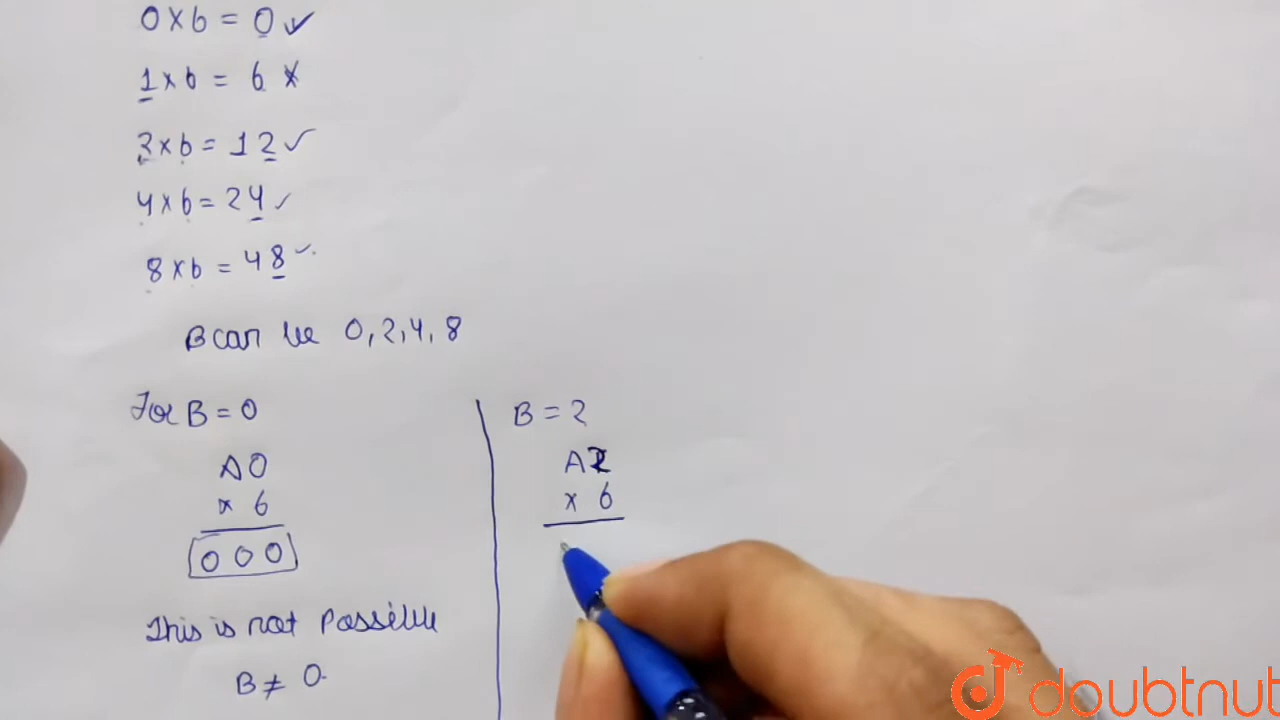 0 x 6 = 0 ✓
1 x 6 = 6 ×
2 x 6 = 12 ✓
4 x 6 = 24 ✓
8 x 6 = 48 ✓
B can be 0, 2, 4, 8
For B = 0
A0
x 6
000
This is not Possible
B ≠ 0
B = 2
A2
x 6
doubtnut